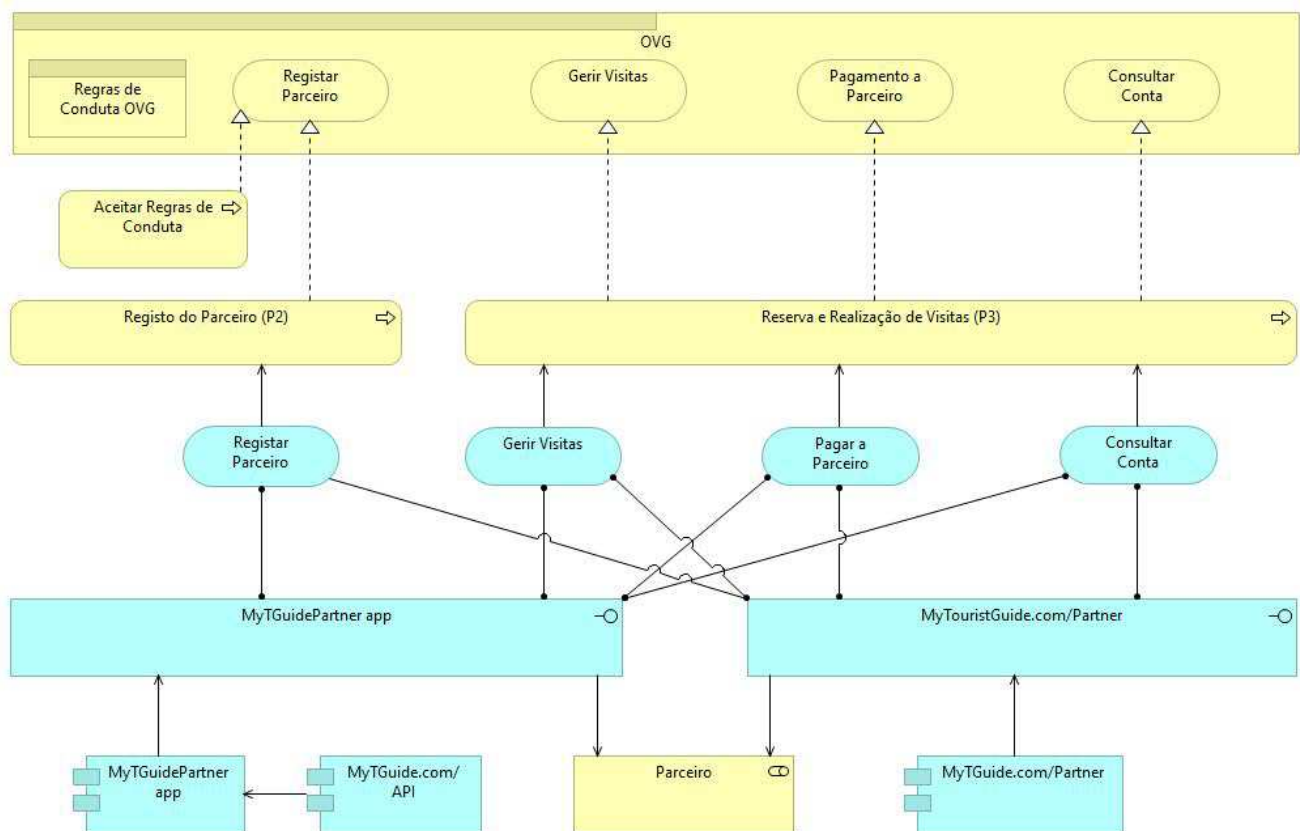 OVG
Regras de
Conduta OVG
Registar
Parceiro
Gerir Visitas
Pagamento a
Parceiro
Consultar
Conta
Aceitar Regras de
Conduta
Registo do Parceiro (P2)
Reserva e Realização de Visitas (P3)
Registar
Parceiro
Gerir Visitas
Pagar a
Parceiro
Consultar
Conta
MyTGuidePartner app
MyTouristGuide.com/Partner
MyTGuidePartner
app
MyTGuide.com/
API
Parceiro
MyTGuide.com/Partner